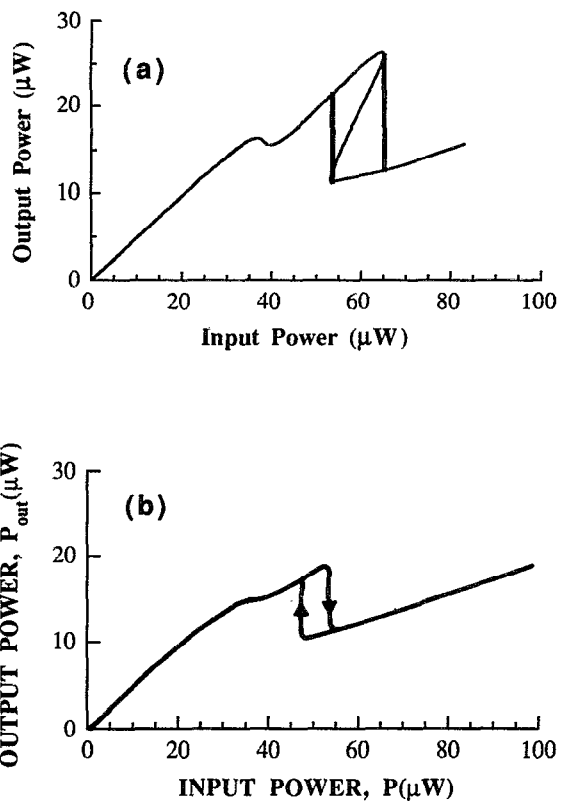 30
(a)
20
10
0
Output Power (μW)
0 20 40 60 80 100
Input Power (μW)
30
(b)
20
10
0
OUTPUT POWER, Pout(μW)
0 20 40 60 80 100
INPUT POWER, P(μW)